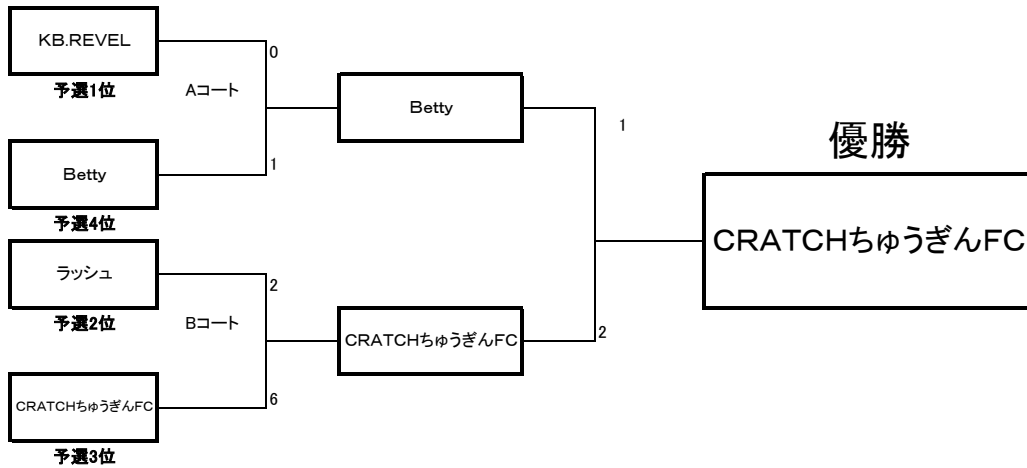 KB.REVEL
0
予選1位
Aコート
Betty
1
優勝
Betty
1
予選4位
CRATCHちゅうぎんFC
ラッシュ
2
予選2位
Bコート
CRATCHちゅうぎんFC
2
CRATCHちゅうぎんFC
6
予選3位